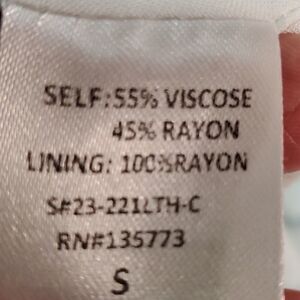 SELF:55% VISCOSE
45% RAYON
LINING: 100%RAYON
S#23-221LTH-C
RN#135773
S